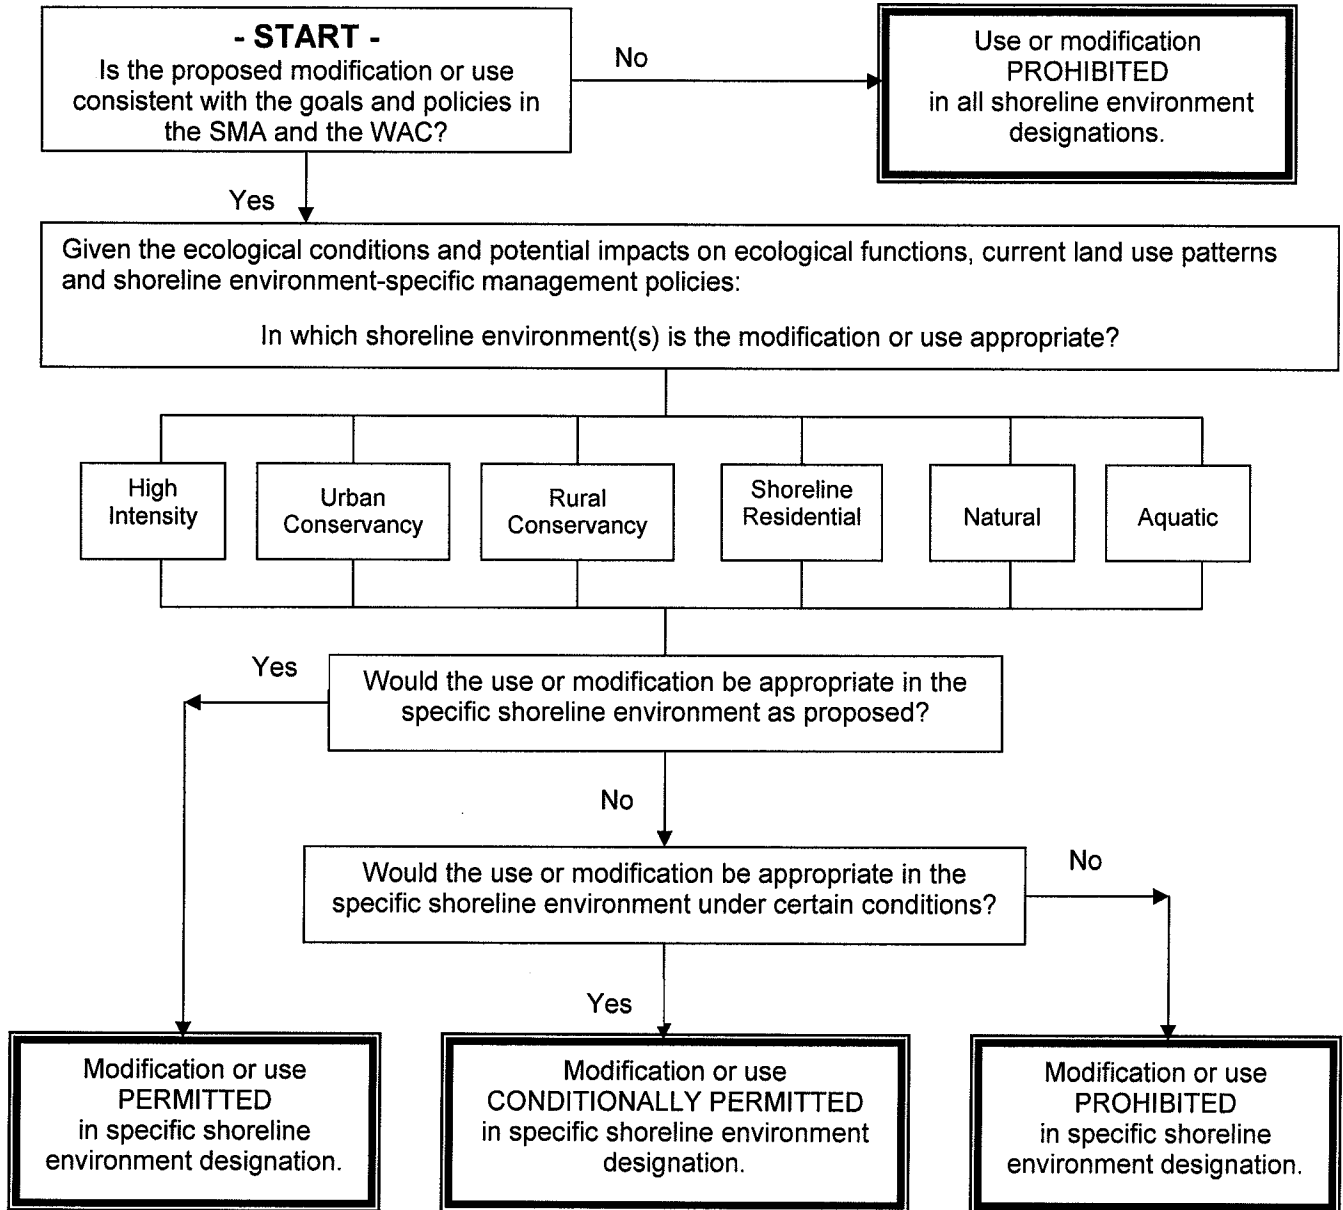 - START -
Is the proposed modification or use
consistent with the goals and policies in
the SMA and the WAC?
No
Use or modification
PROHIBITED
in all shoreline environment
designations.
Yes
Given the ecological conditions and potential impacts on ecological functions, current land use patterns
and shoreline environment-specific management policies:
In which shoreline environment(s) is the modification or use appropriate?
High
Intensity
Urban
Conservancy
Rural
Conservancy
Shoreline
Residential
Natural
Aquatic
Yes
Would the use or modification be appropriate in the
specific shoreline environment as proposed?
No
Would the use or modification be appropriate in the
specific shoreline environment under certain conditions?
No
Yes
Modification or use
PERMITTED
in specific shoreline
environment designation.
Modification or use
CONDITIONALLY PERMITTED
in specific shoreline environment
designation.
Modification or use
PROHIBITED
in specific shoreline
environment designation.